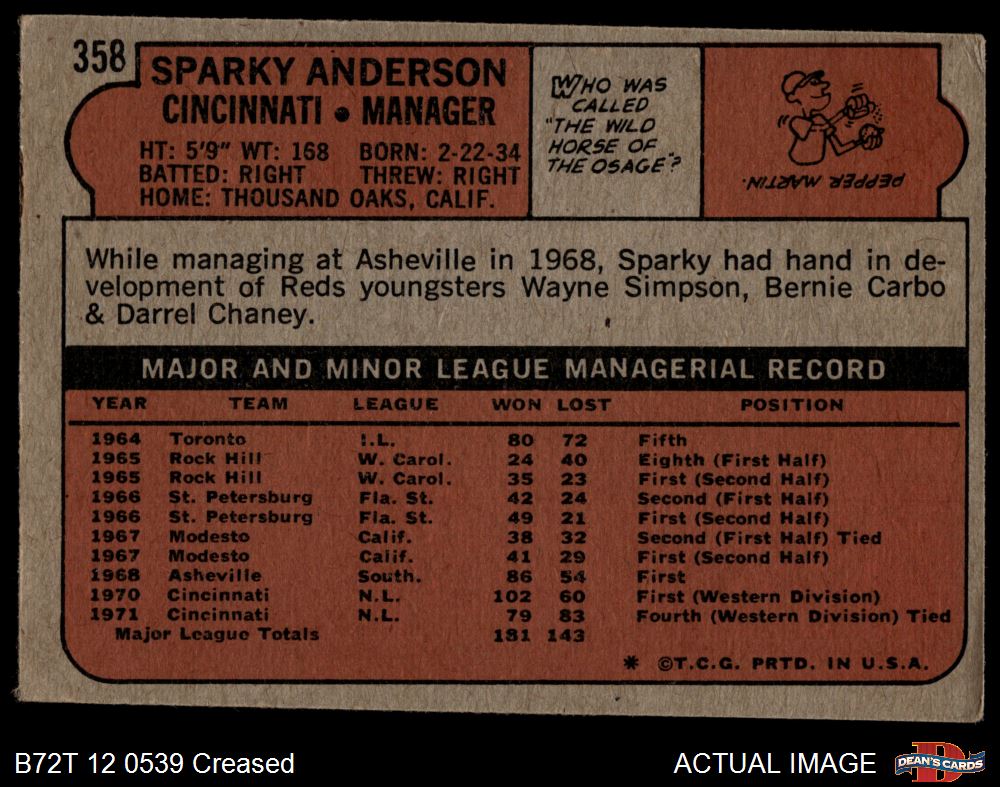 358
SPARKY ANDERSON
CINCINNATI • MANAGER
HT: 5'9" WT: 168 BORN: 2-22-34
BATTED: RIGHT THREW: RIGHT
HOME: THOUSAND OAKS, CALIF.
WHO WAS
CALLED
"THE WILD
HORSE OF
THE OSAGE"?
PEPPER MARTIN.
While managing at Asheville in 1968, Sparky had hand in de-
velopment of Reds youngsters Wayne Simpson, Bernie Carbo
& Darrel Chaney.
MAJOR AND MINOR LEAGUE MANAGERIAL RECORD
YEAR TEAM LEAGUE WON LOST POSITION
1964 Toronto I.L. 80 72 Fifth
1965 Rock Hill W. Carol. 24 40 Eighth (First Half)
1965 Rock Hill W. Carol. 35 23 First (Second Half)
1966 St. Petersburg Fla. St. 42 24 Second (First Half)
1966 St. Petersburg Fla. St. 49 21 First (Second Half)
1967 Modesto Calif. 38 32 Second (First Half) Tied
1967 Modesto Calif. 41 29 First (Second Half)
1968 Asheville South. 86 54 First
1970 Cincinnati N.L. 102 60 First (Western Division)
1971 Cincinnati N.L. 79 83 Fourth (Western Division) Tied
Major League Totals 181 143
* ©T.C.G. PRTD. IN U.S.A.
B72T 12 0539 Creased
ACTUAL IMAGE
D
DEAN'S CARDS